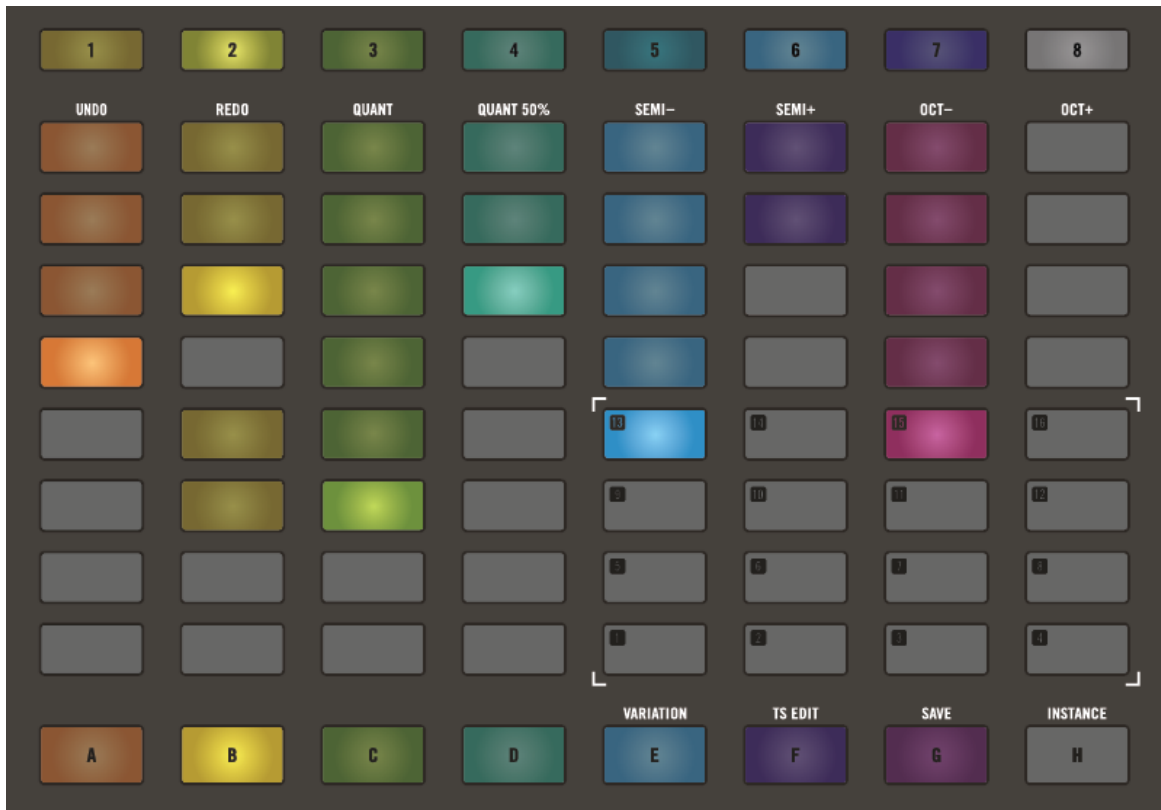 1 2 3 4 5 6 7 8
UNDO REDO QUANT QUANT 50% SEMI– SEMI+ OCT– OCT+
13 14 15 16
9 10 11 12
5 6 7 8
1 2 3 4
VARIATION TS EDIT SAVE INSTANCE
A B C D E F G H